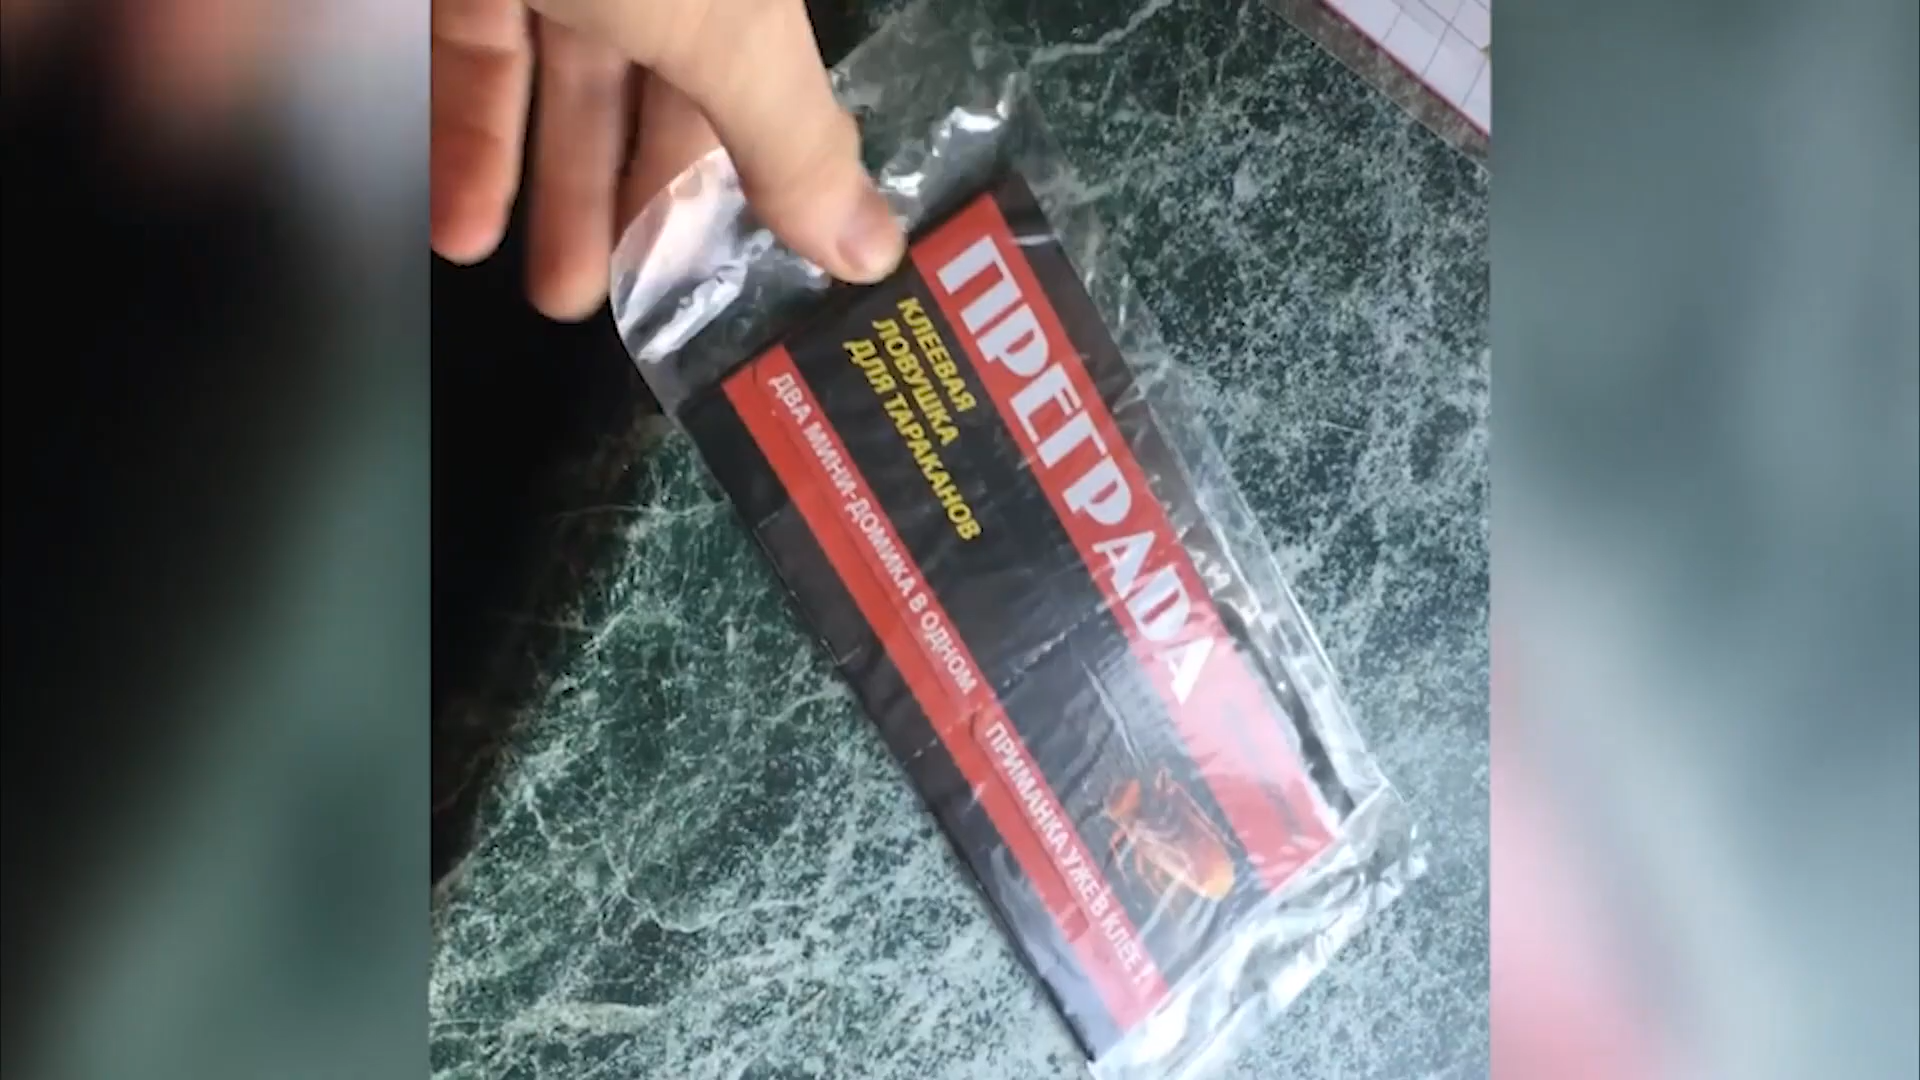 ПРЕГРАДА
КЛЕЕВАЯ
ЛОВУШКА
ДЛЯ ТАРАКАНОВ
ДВА МИНИ-ДОМИКА В ОДНОМ
ПРИМАНКА УЖЕ В КЛЕЕ!